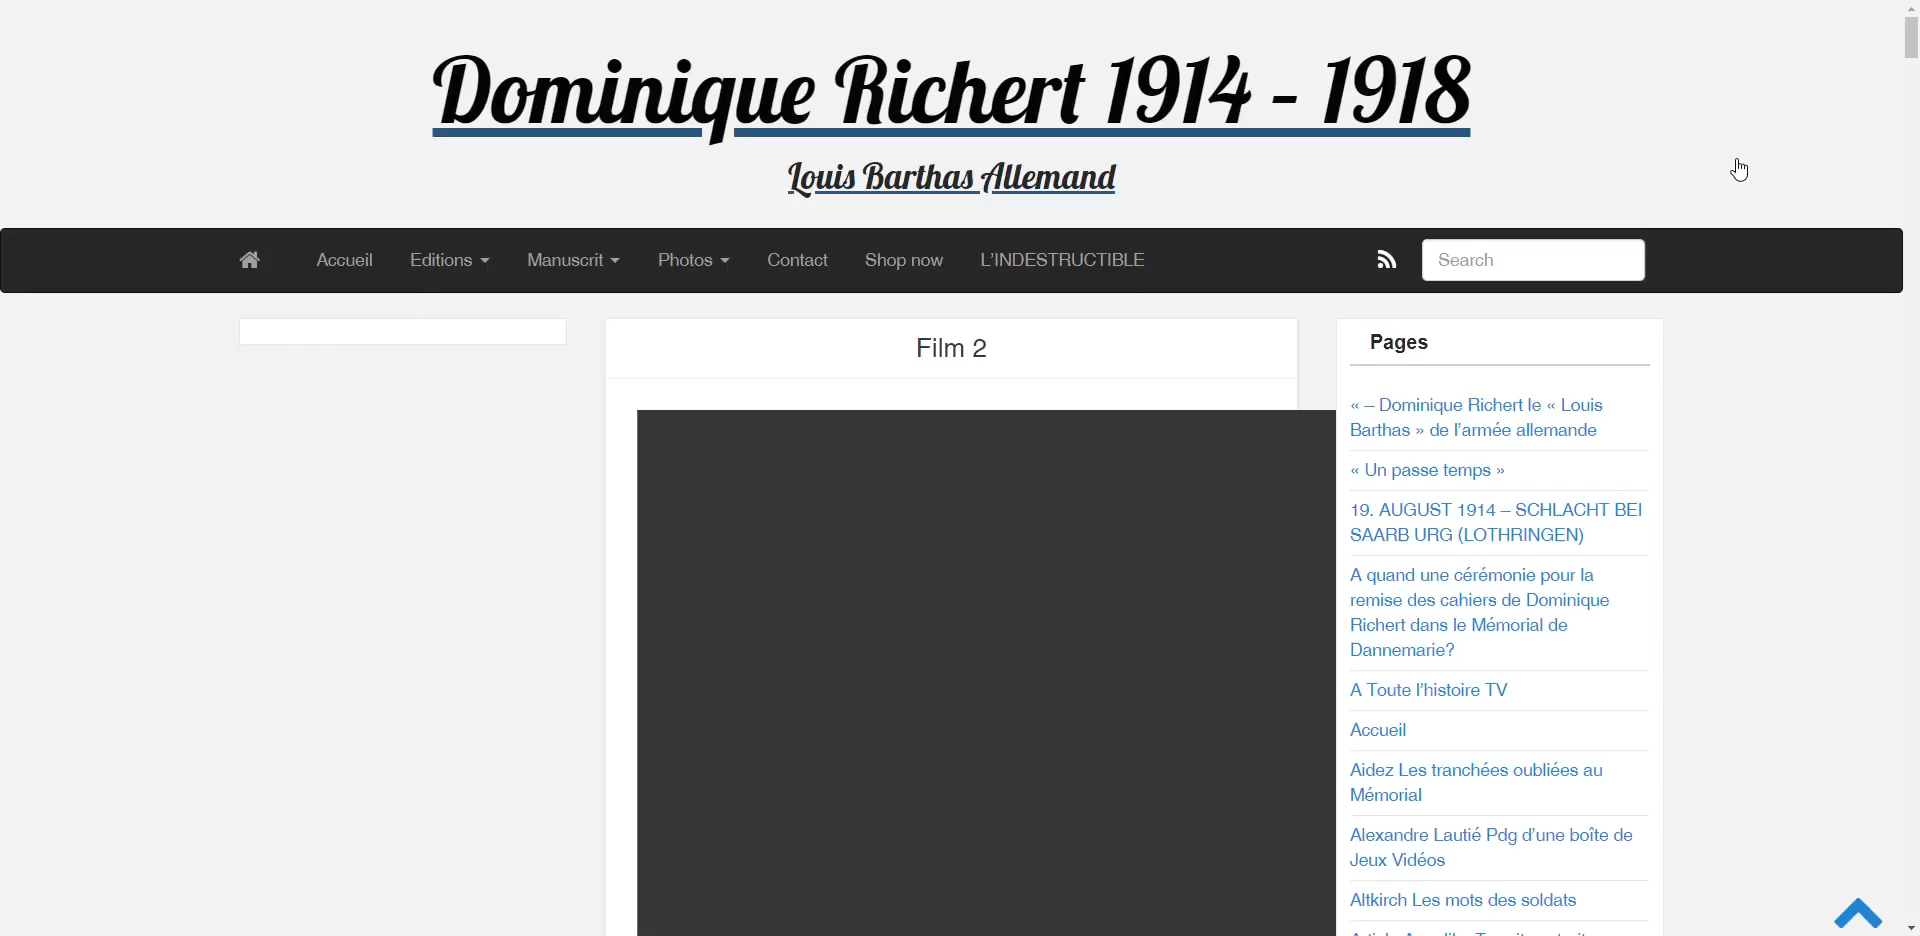 Dominique Richert 1914 – 1918
Louis Barthas Allemand
Accueil
Editions
Manuscrit
Photos
Contact
Shop now
L'INDESTRUCTIBLE
Search
Film 2
Pages
« – Dominique Richert le « Louis
Barthas » de l'armée allemande
« Un passe temps »
19. AUGUST 1914 – SCHLACHT BEI
SAARB URG (LOTHRINGEN)
A quand une cérémonie pour la
remise des cahiers de Dominique
Richert dans le Mémorial de
Dannemarie?
A Toute l'histoire TV
Accueil
Aidez Les tranchées oubliées au
Mémorial
Alexandre Lautié Pdg d'une boîte de
Jeux Vidéos
Altkirch Les mots des soldats